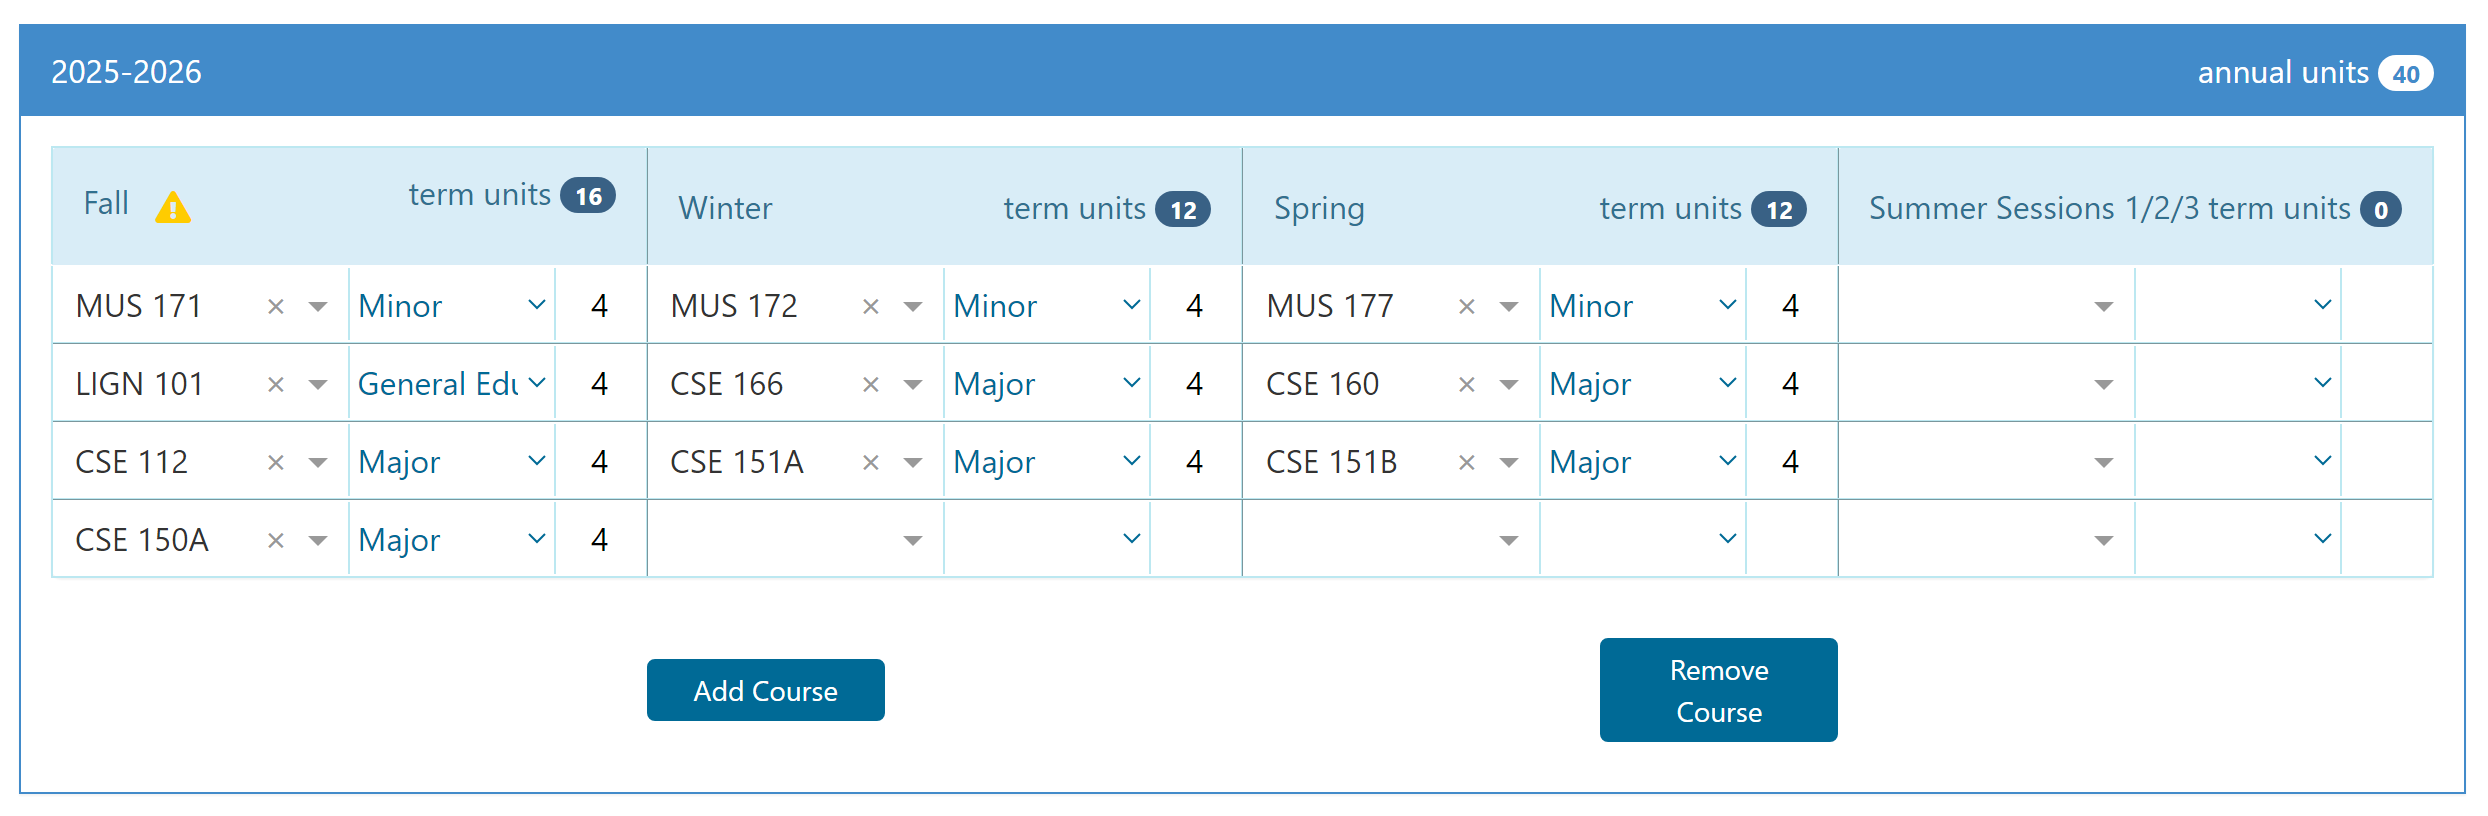 2025-2026 annual units 40
Fall term units 16 Winter term units 12 Spring term units 12 Summer Sessions 1/2/3 term units 0
MUS 171 × Minor 4 MUS 172 × Minor 4 MUS 177 × Minor 4
LIGN 101 × General Edu 4 CSE 166 × Major 4 CSE 160 × Major 4
CSE 112 × Major 4 CSE 151A × Major 4 CSE 151B × Major 4
CSE 150A × Major 4
Add Course
Remove
Course